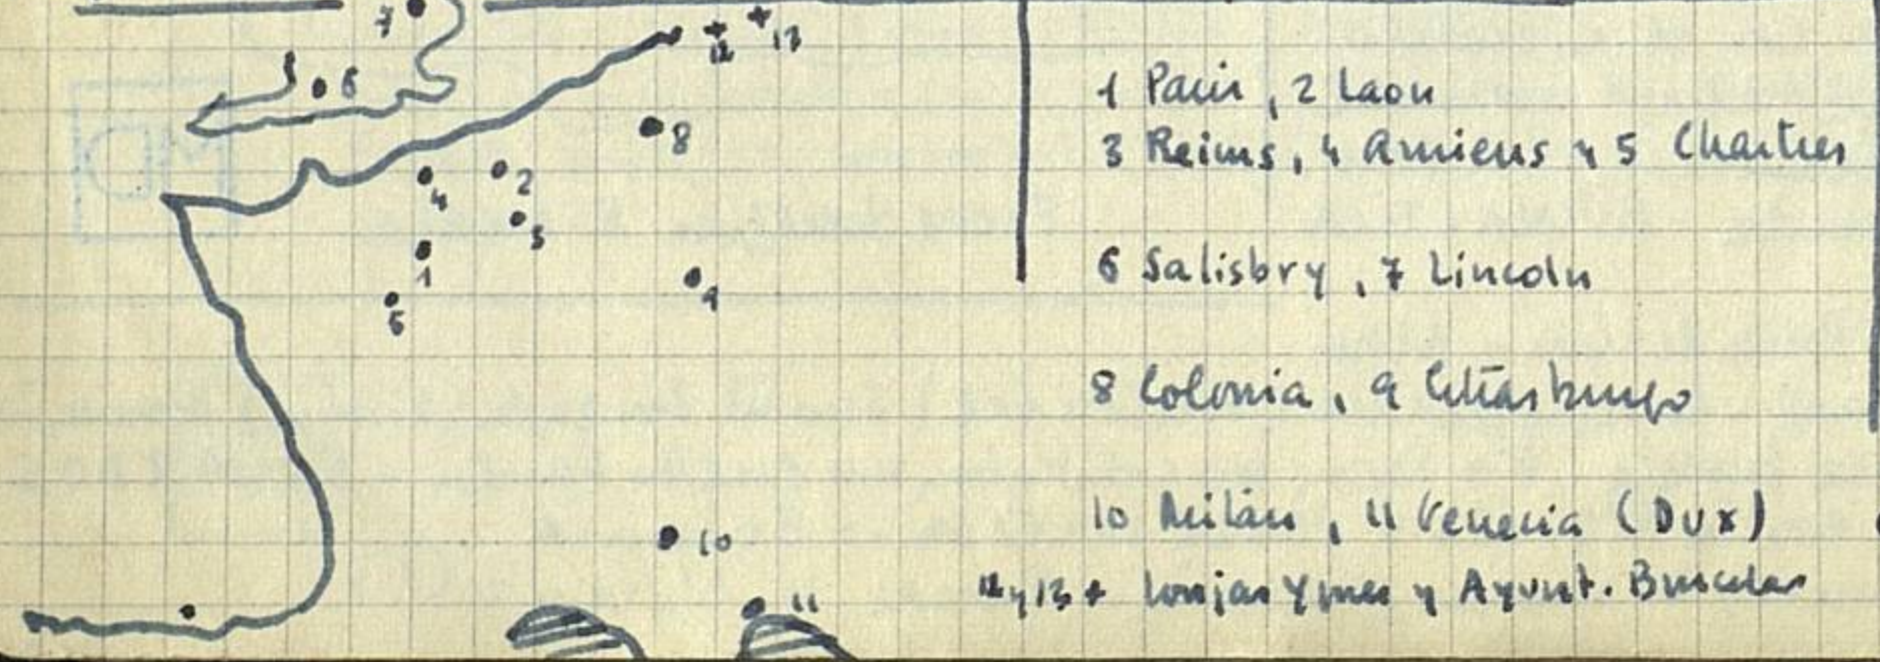 7
12 13
6
8
2
4
3
1
9
5
10
11
1 Paris, 2 Laon
3 Reims, 4 Amiens y 5 Chartres
6 Salisbry, 7 Lincoln
8 Colonia, 9 Estrasburgo
10 Milán, 11 Venecia (Dux)
12 y 13 + lonjas Ypres y Ayunt. Bruselas